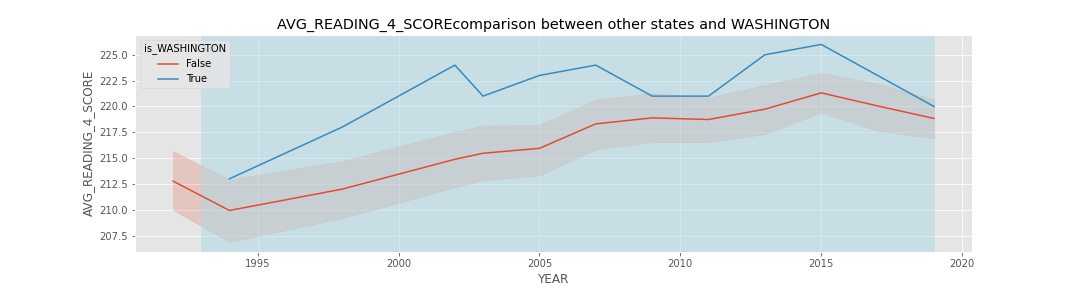 AVG_READING_4_SCOREcomparison between other states and WASHINGTON
is_WASHINGTON
False
True
225.0
222.5
220.0
217.5
215.0
212.5
210.0
207.5
AVG_READING_4_SCORE
1995 2000 2005 2010 2015 2020
YEAR